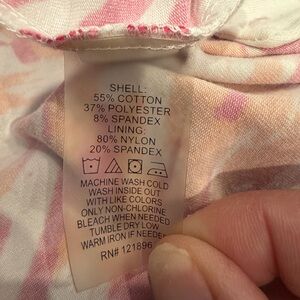 SHELL:
55% COTTON
37% POLYESTER
8% SPANDEX
LINING:
80% NYLON
20% SPANDEX
MACHINE WASH COLD
WASH INSIDE OUT
WITH LIKE COLORS
ONLY NON-CHLORINE
BLEACH WHEN NEEDED
TUMBLE DRY LOW
WARM IRON IF NEEDED
RN# 121896